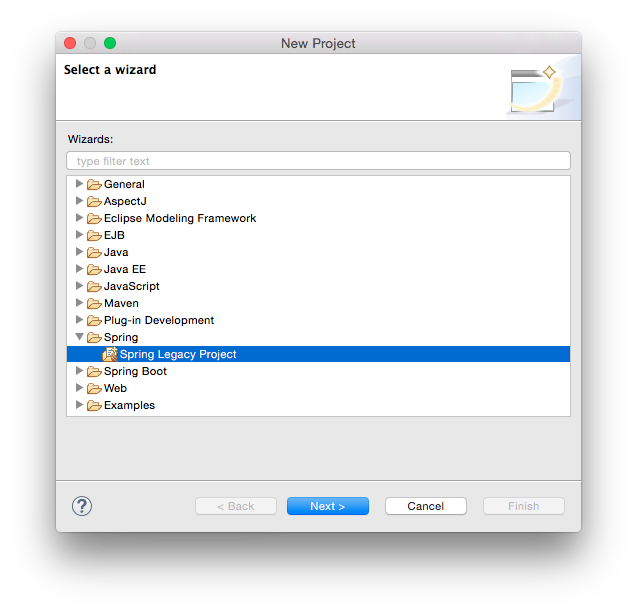 New Project
Select a wizard
Wizards:
type filter text
General
AspectJ
Eclipse Modeling Framework
EJB
Java
Java EE
JavaScript
Maven
Plug-in Development
Spring
Spring Legacy Project
Spring Boot
Web
Examples
? < Back Next > Cancel Finish